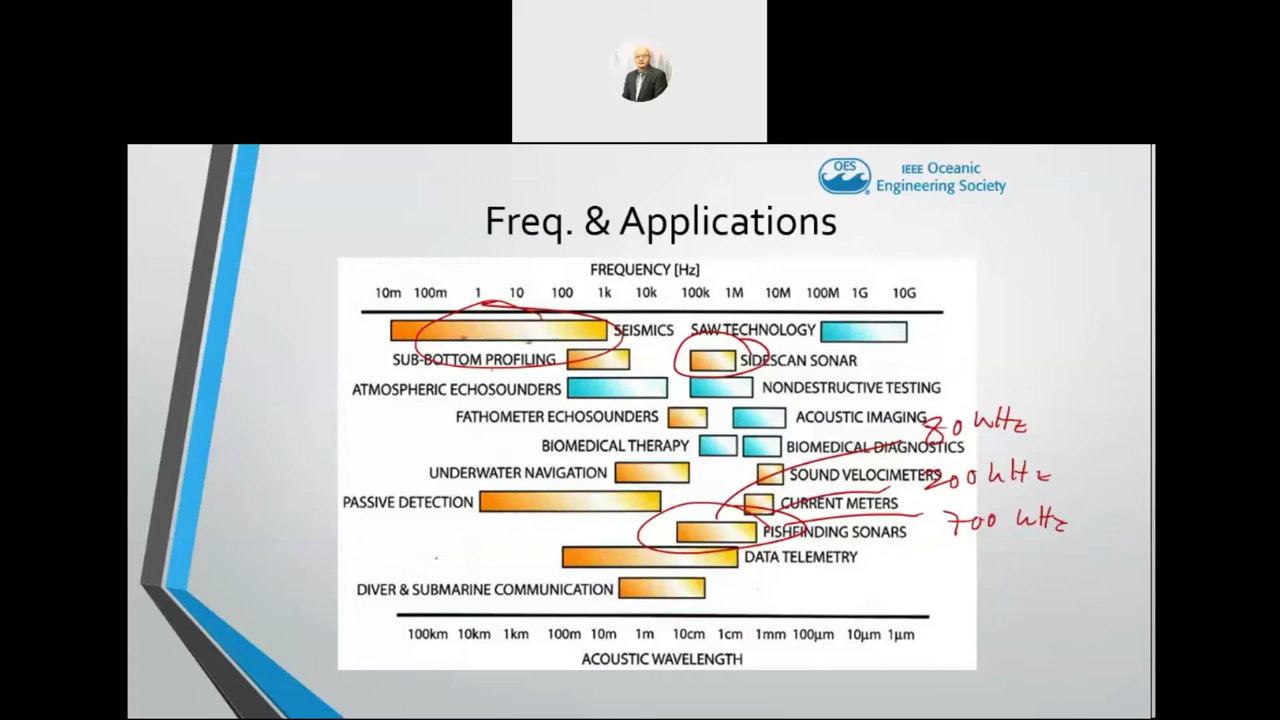 OES
IEEE Oceanic
Engineering Society
Freq. & Applications
FREQUENCY [Hz]
10m 100m 1 10 100 1k 10k 100k 1M 10M 100M 1G 10G
SEISMICS SAW TECHNOLOGY
SUB-BOTTOM PROFILING SIDESCAN SONAR
ATMOSPHERIC ECHOSOUNDERS NONDESTRUCTIVE TESTING
FATHOMETER ECHOSOUNDERS ACOUSTIC IMAGING
80 kHz
BIOMEDICAL THERAPY BIOMEDICAL DIAGNOSTICS
UNDERWATER NAVIGATION SOUND VELOCIMETERS
200 kHz
PASSIVE DETECTION CURRENT METERS
700 kHz
FISHFINDING SONARS
DATA TELEMETRY
DIVER & SUBMARINE COMMUNICATION
100km 10km 1km 100m 10m 1m 10cm 1cm 1mm 100µm 10µm 1µm
ACOUSTIC WAVELENGTH